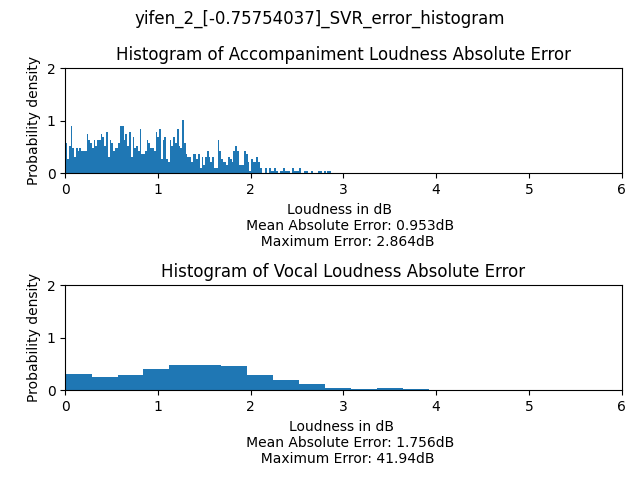 yifen_2_[-0.75754037]_SVR_error_histogram
Histogram of Accompaniment Loudness Absolute Error
Probability density
2
1
0
0 1 2 3 4 5 6
Loudness in dB
Mean Absolute Error: 0.953dB
Maximum Error: 2.864dB
Histogram of Vocal Loudness Absolute Error
Probability density
2
1
0
0 1 2 3 4 5 6
Loudness in dB
Mean Absolute Error: 1.756dB
Maximum Error: 41.94dB